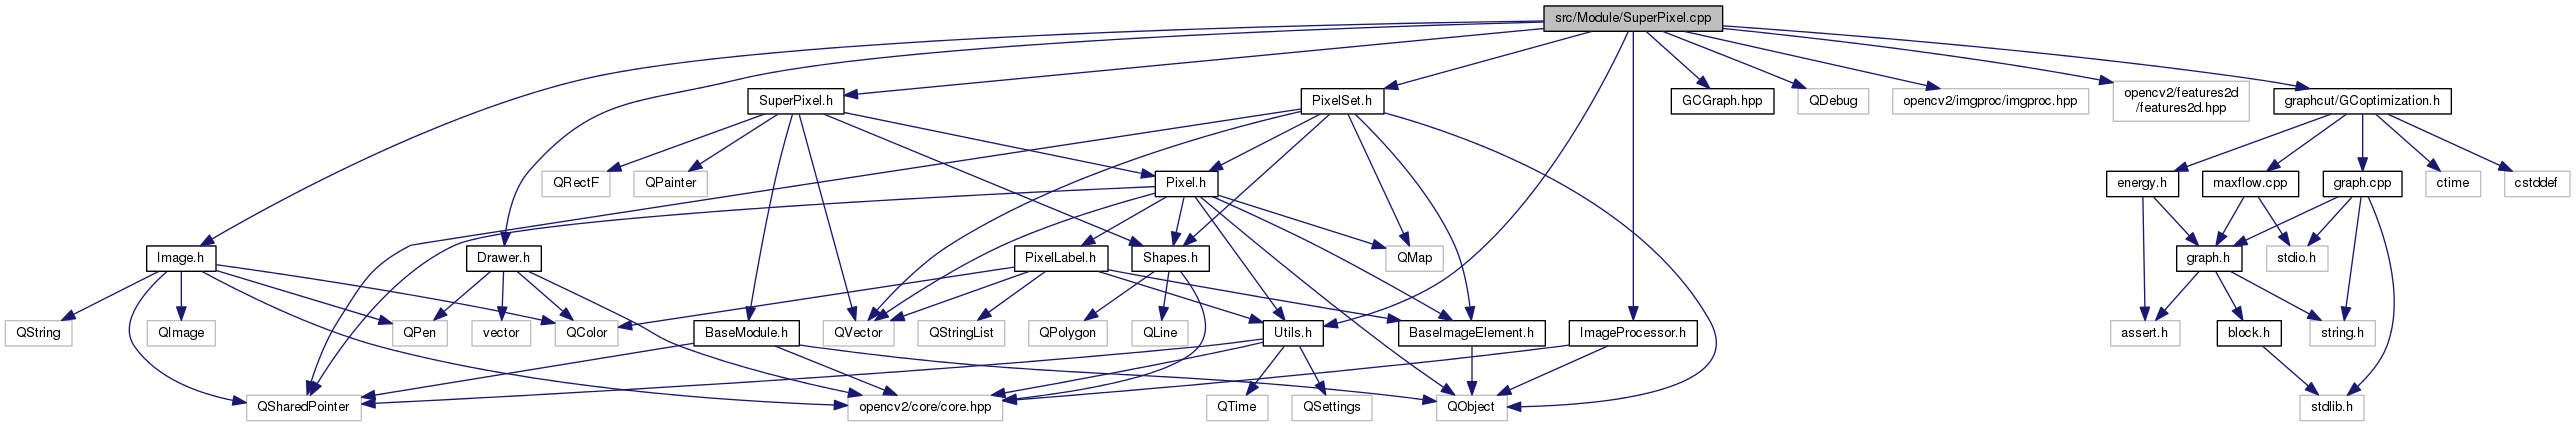 src/Module/SuperPixel.cpp
SuperPixel.h
PixelSet.h
GCGraph.hpp
QDebug
opencv2/imgproc/imgproc.hpp
opencv2/features2d
/features2d.hpp
graphcut/GCoptimization.h
QRectF
QPainter
Pixel.h
energy.h
maxflow.cpp
graph.cpp
ctime
cstddef
Image.h
Drawer.h
PixelLabel.h
Shapes.h
QMap
graph.h
stdio.h
QString
QImage
QPen
vector
QColor
BaseModule.h
QVector
QStringList
QPolygon
QLine
Utils.h
BaseImageElement.h
ImageProcessor.h
assert.h
block.h
string.h
QSharedPointer
opencv2/core/core.hpp
QTime
QSettings
QObject
stdlib.h